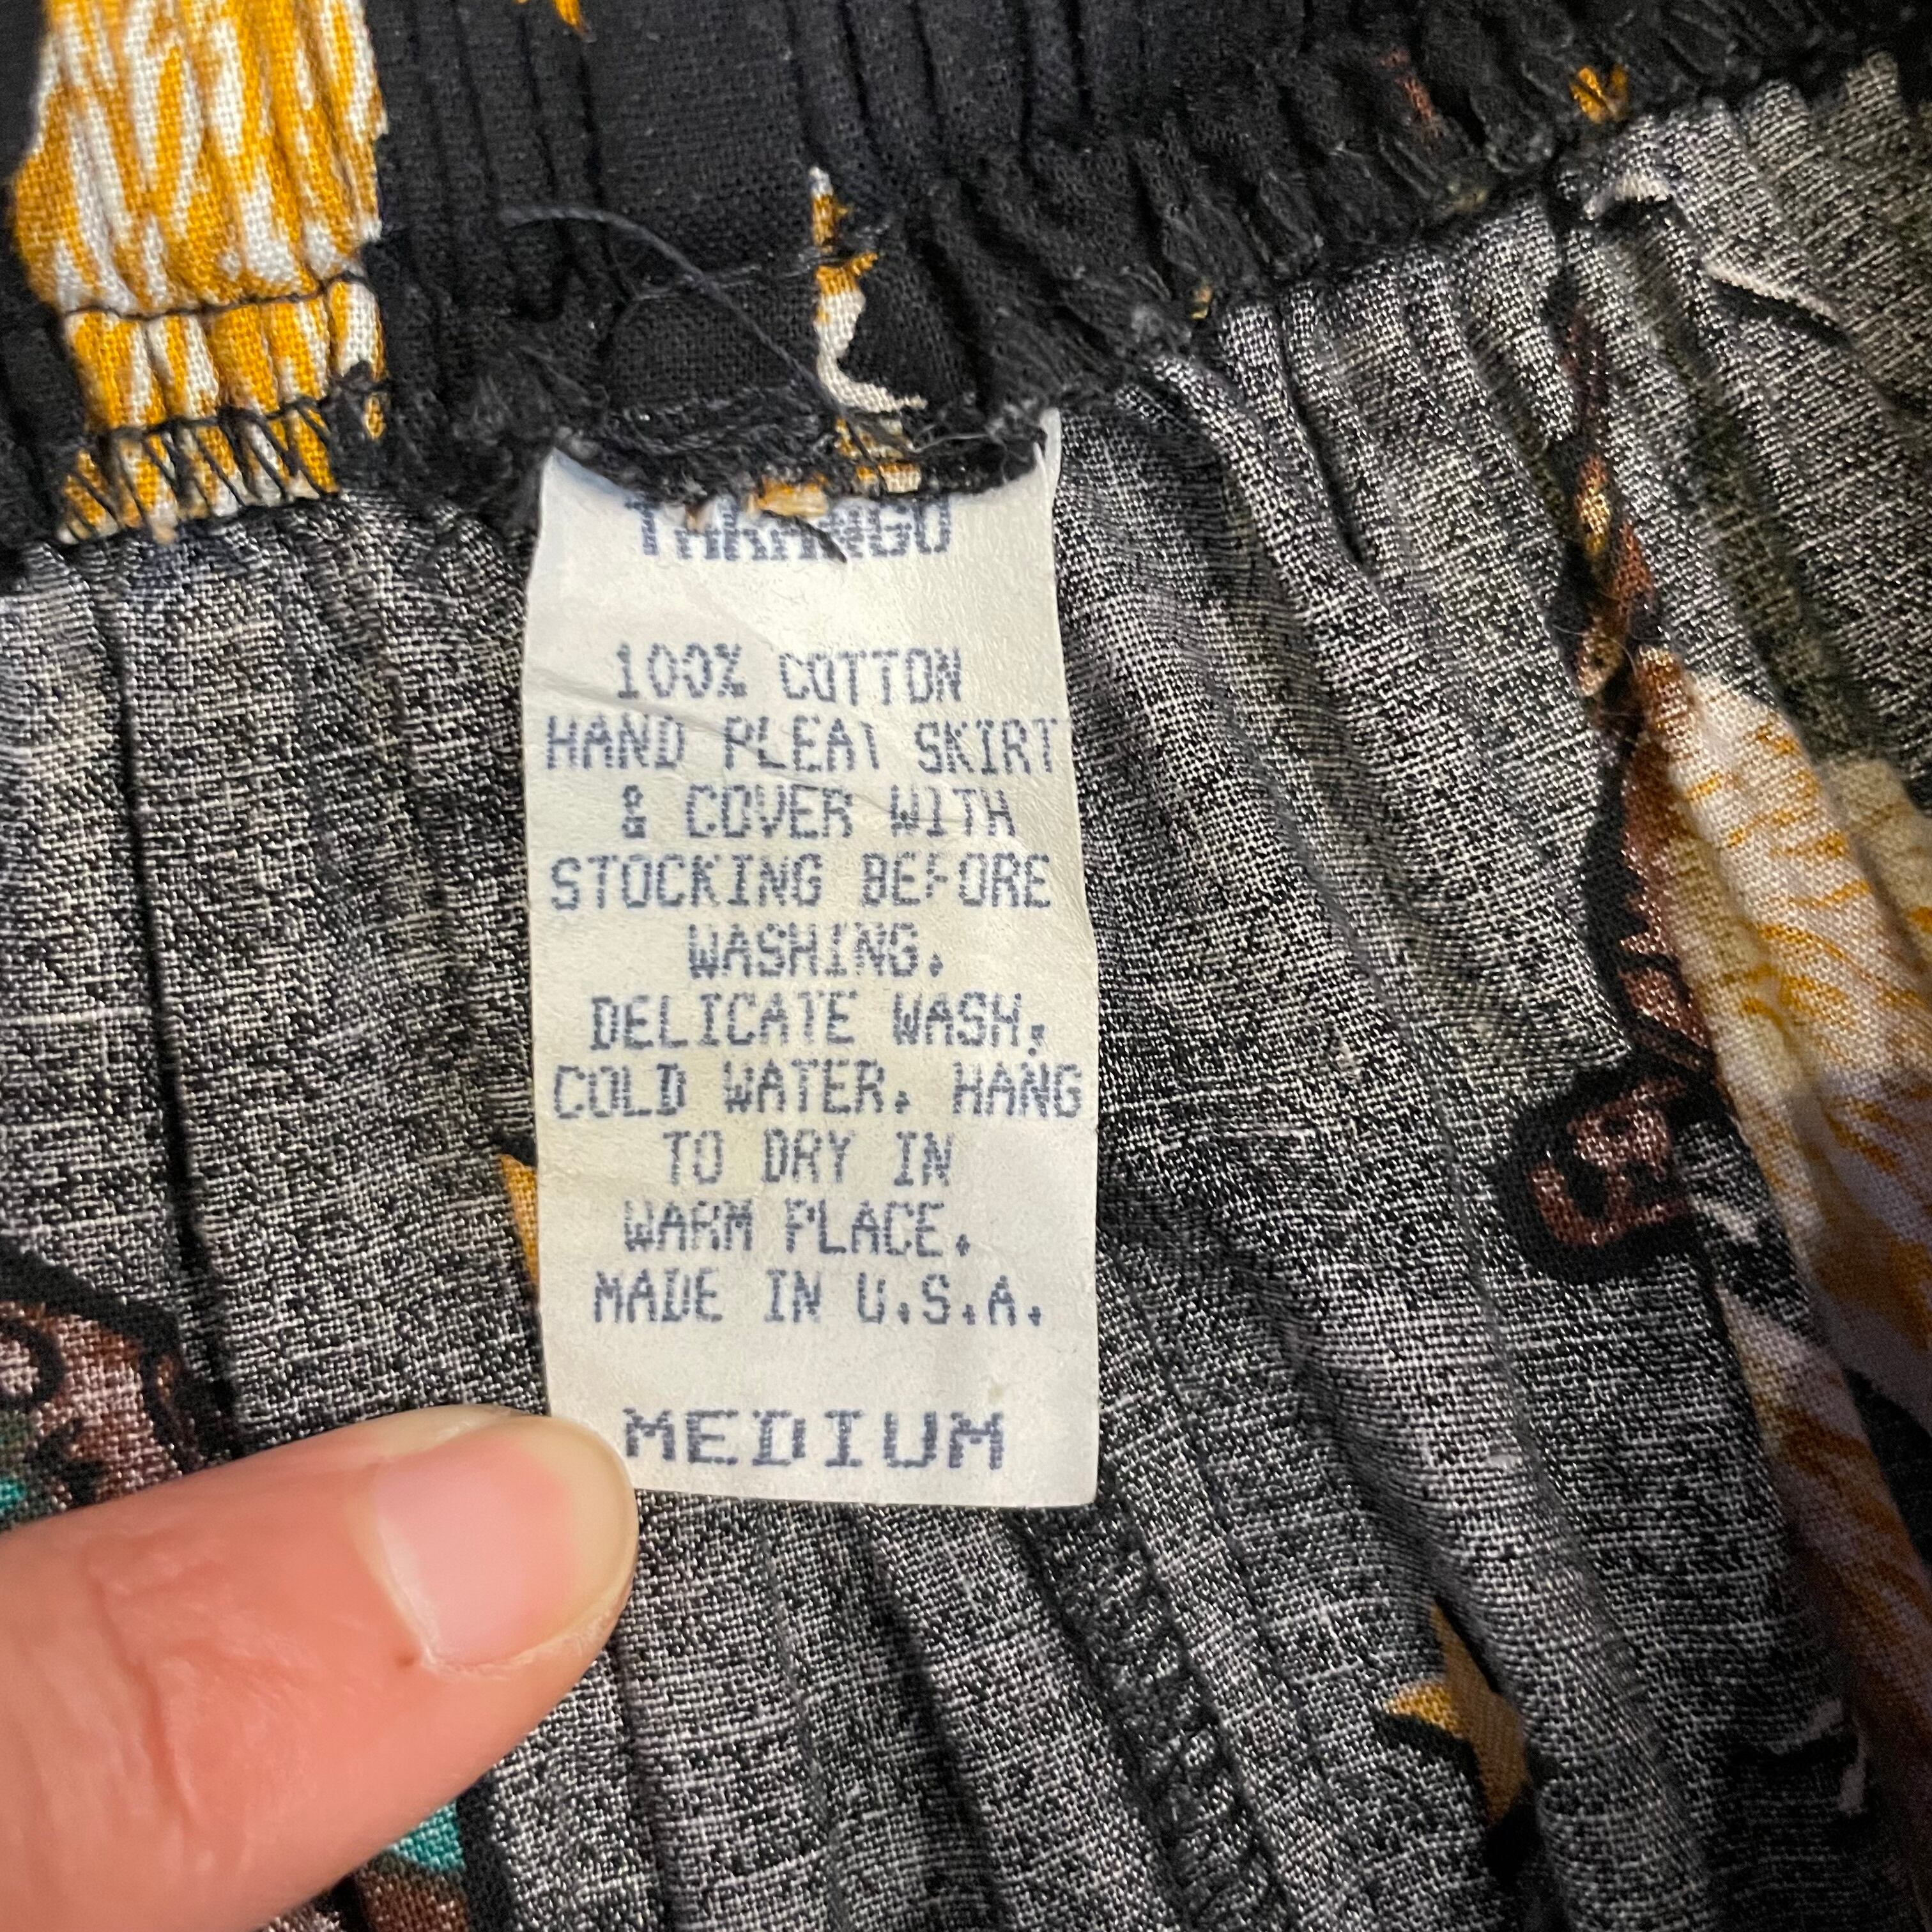 100% COTTON
HAND PLEAT SKIRT
& COVER WITH
STOCKING BEFORE
WASHING.
DELICATE WASH,
COLD WATER. HANG
TO DRY IN
WARM PLACE.
MADE IN U.S.A.
MEDIUM